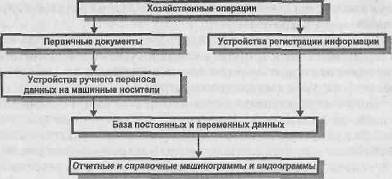 Хозяйственные операции
Первичные документы
Устройства регистрации информации
Устройства ручного переноса
данных на машинные носители
База постоянных и переменных данных
Отчетные и справочные машинограммы и видеограммы